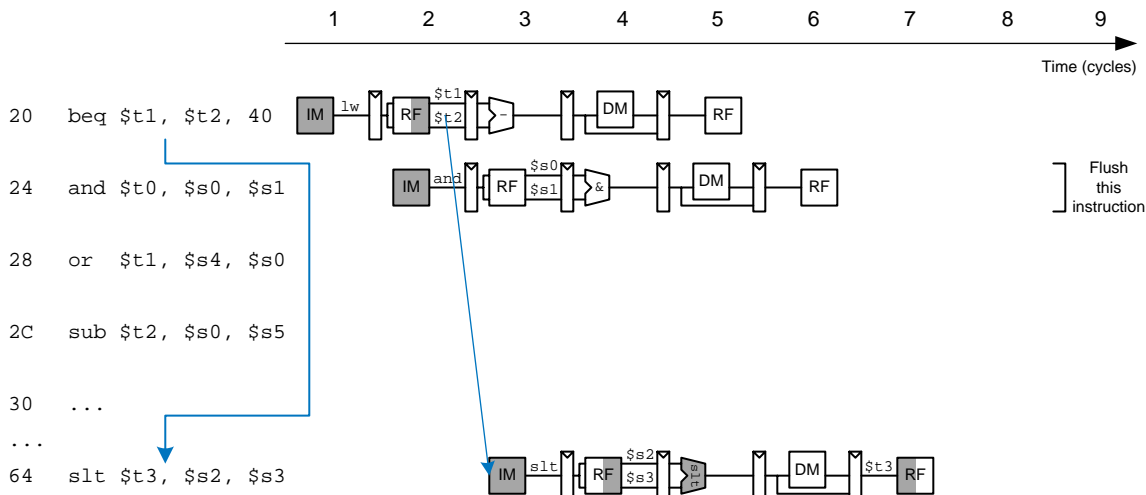 1 2 3 4 5 6 7 8 9
Time (cycles)
20 beq $t1, $t2, 40 IM lw RF $t1 $t2 - DM RF
24 and $t0, $s0, $s1 IM and RF $s0 $s1 & DM RF Flush this instruction
28 or $t1, $s4, $s0
2C sub $t2, $s0, $s5
30 ...
...
64 slt $t3, $s2, $s3 IM slt RF $s2 $s3 slt DM $t3 RF